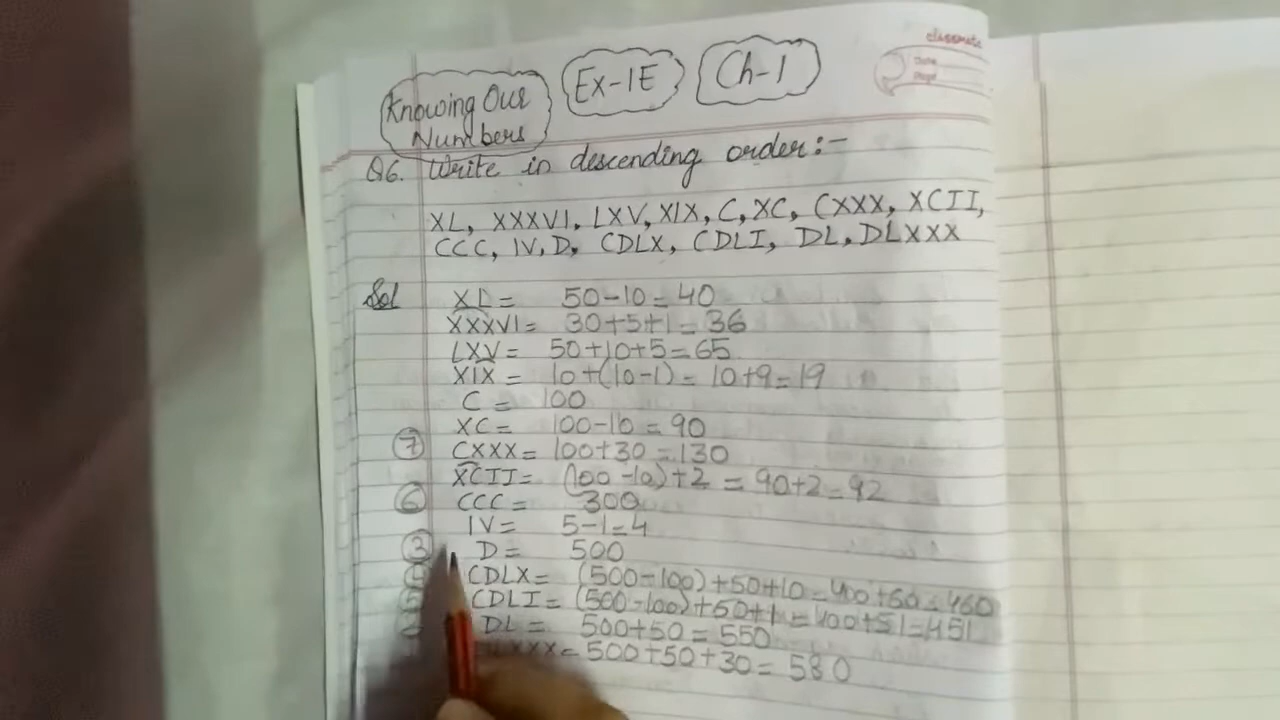 classmate
Date
Page
Knowing Our Numbers
Ex-1E
Ch-1
Q6. Write in descending order:-
XL, XXXVI, LXV, XIX, C, XC, CXXX, XCII,
CCC, IV, D, CDLX, CDLI, DL, DLXXX
Sol XL = 50-10=40
XXXVI = 30+5+1=36
LXV = 50+10+5=65
XIX = 10+(10-1)= 10+9=19
C = 100
XC = 100-10=90
7 CXXX = 100+30=130
XCII = (100-10)+2 = 90+2=92
6 CCC = 300
IV = 5-1=4
3 D = 500
CDLX = (500-100)+50+10=400+60=460
CDLI = (500-100)+50+1=400+51=451
DL = 500+50=550
XXX = 500+50+30=580